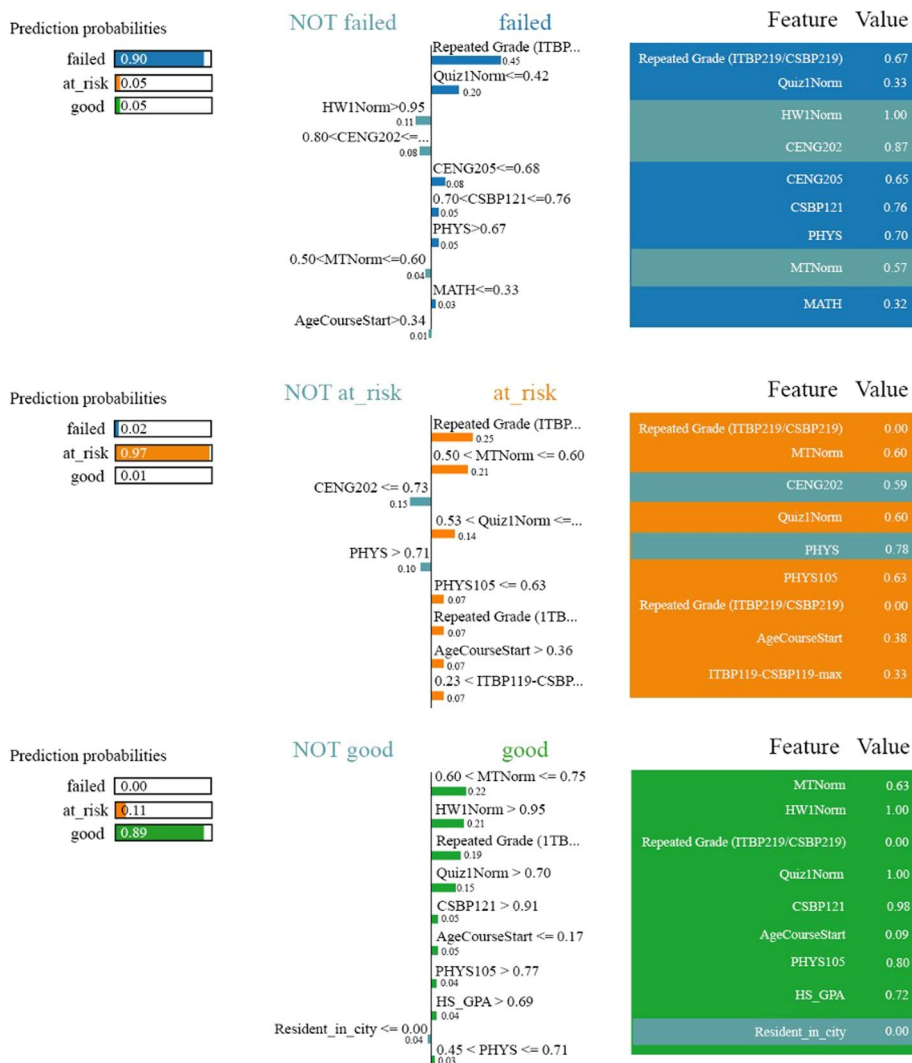 NOT failed failed Feature Value
Prediction probabilities
failed 0.90
at_risk 0.05
good 0.05
Repeated Grade (ITBP...
0.45
Quiz1Norm<=0.42
0.20
HW1Norm>0.95
0.11
0.80<CENG202<=...
0.08
CENG205<=0.68
0.08
0.70<CSBP121<=0.76
0.05
PHYS>0.67
0.05
0.50<MTNorm<=0.60
0.04
MATH<=0.33
0.03
AgeCourseStart>0.34
0.01
Repeated Grade (ITBP219/CSBP219) 0.67
Quiz1Norm 0.33
HW1Norm 1.00
CENG202 0.87
CENG205 0.65
CSBP121 0.76
PHYS 0.70
MTNorm 0.57
MATH 0.32
NOT at_risk at_risk Feature Value
Prediction probabilities
failed 0.02
at_risk 0.97
good 0.01
Repeated Grade (ITBP...
0.25
0.50 < MTNorm <= 0.60
0.21
CENG202 <= 0.73
0.15
0.53 < Quiz1Norm <=...
0.14
PHYS > 0.71
0.10
PHYS105 <= 0.63
0.07
Repeated Grade (1TB...
0.07
AgeCourseStart > 0.36
0.07
0.23 < ITBP119-CSBP...
0.07
Repeated Grade (ITBP219/CSBP219) 0.00
MTNorm 0.60
CENG202 0.59
Quiz1Norm 0.60
PHYS 0.78
PHYS105 0.63
Repeated Grade (ITBP219/CSBP219) 0.00
AgeCourseStart 0.38
ITBP119-CSBP119-max 0.33
NOT good good Feature Value
Prediction probabilities
failed 0.00
at_risk 0.11
good 0.89
0.60 < MTNorm <= 0.75
0.22
HW1Norm > 0.95
0.21
Repeated Grade (1TB...
0.19
Quiz1Norm > 0.70
0.15
CSBP121 > 0.91
0.05
AgeCourseStart <= 0.17
0.05
PHYS105 > 0.77
0.04
HS_GPA > 0.69
0.04
Resident_in_city <= 0.00
0.04
0.45 < PHYS <= 0.71
0.03
MTNorm 0.63
HW1Norm 1.00
Repeated Grade (ITBP219/CSBP219) 0.00
Quiz1Norm 1.00
CSBP121 0.98
AgeCourseStart 0.09
PHYS105 0.80
HS_GPA 0.72
Resident_in_city 0.00